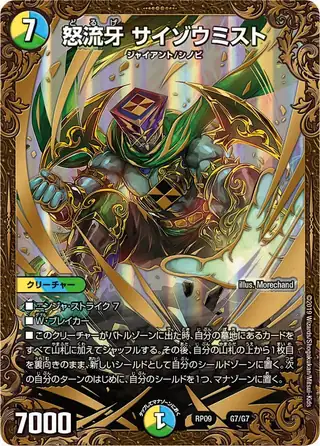 7
どるげ
怒流牙 サイゾウミスト
ジャイアント/シノビ
クリーチャー
illus. Morechand
■ニンジャ・ストライク 7
■W・ブレイカー
■このクリーチャーがバトルゾーンに出た時、自分の墓地にあるカードを
すべて山札に加えてシャッフルする。その後、自分の山札の上から1枚
目を裏向きのまま、新しいシールドとして自分のシールドゾーンに置く。次
の自分のターンのはじめに、自分のシールドを1つ、マナゾーンに置く。
7000
1
RP09
G7/G7
©2019 Wizards/Shogakukan/Mitsui-Kids